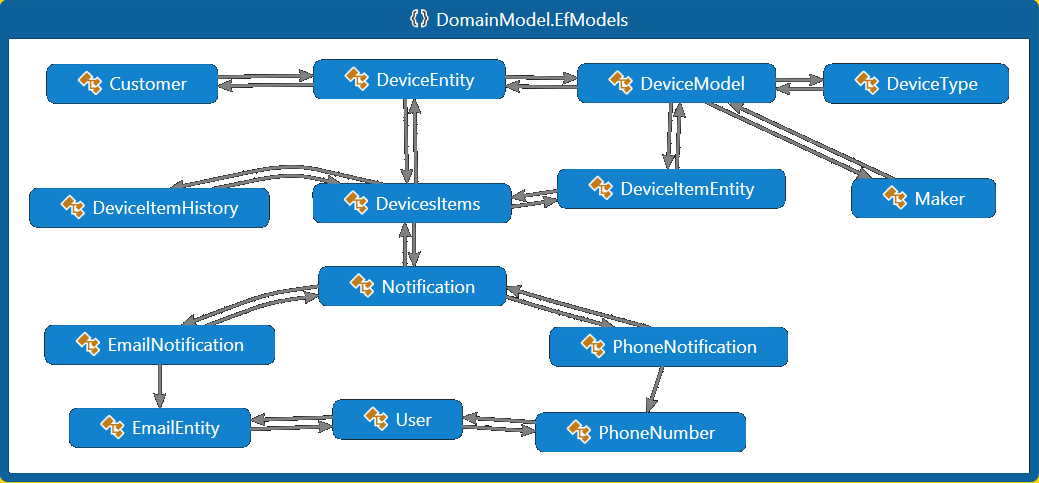 DomainModel.EfModels
Customer
DeviceEntity
DeviceModel
DeviceType
DeviceItemHistory
DevicesItems
DeviceItemEntity
Maker
Notification
EmailNotification
PhoneNotification
EmailEntity
User
PhoneNumber